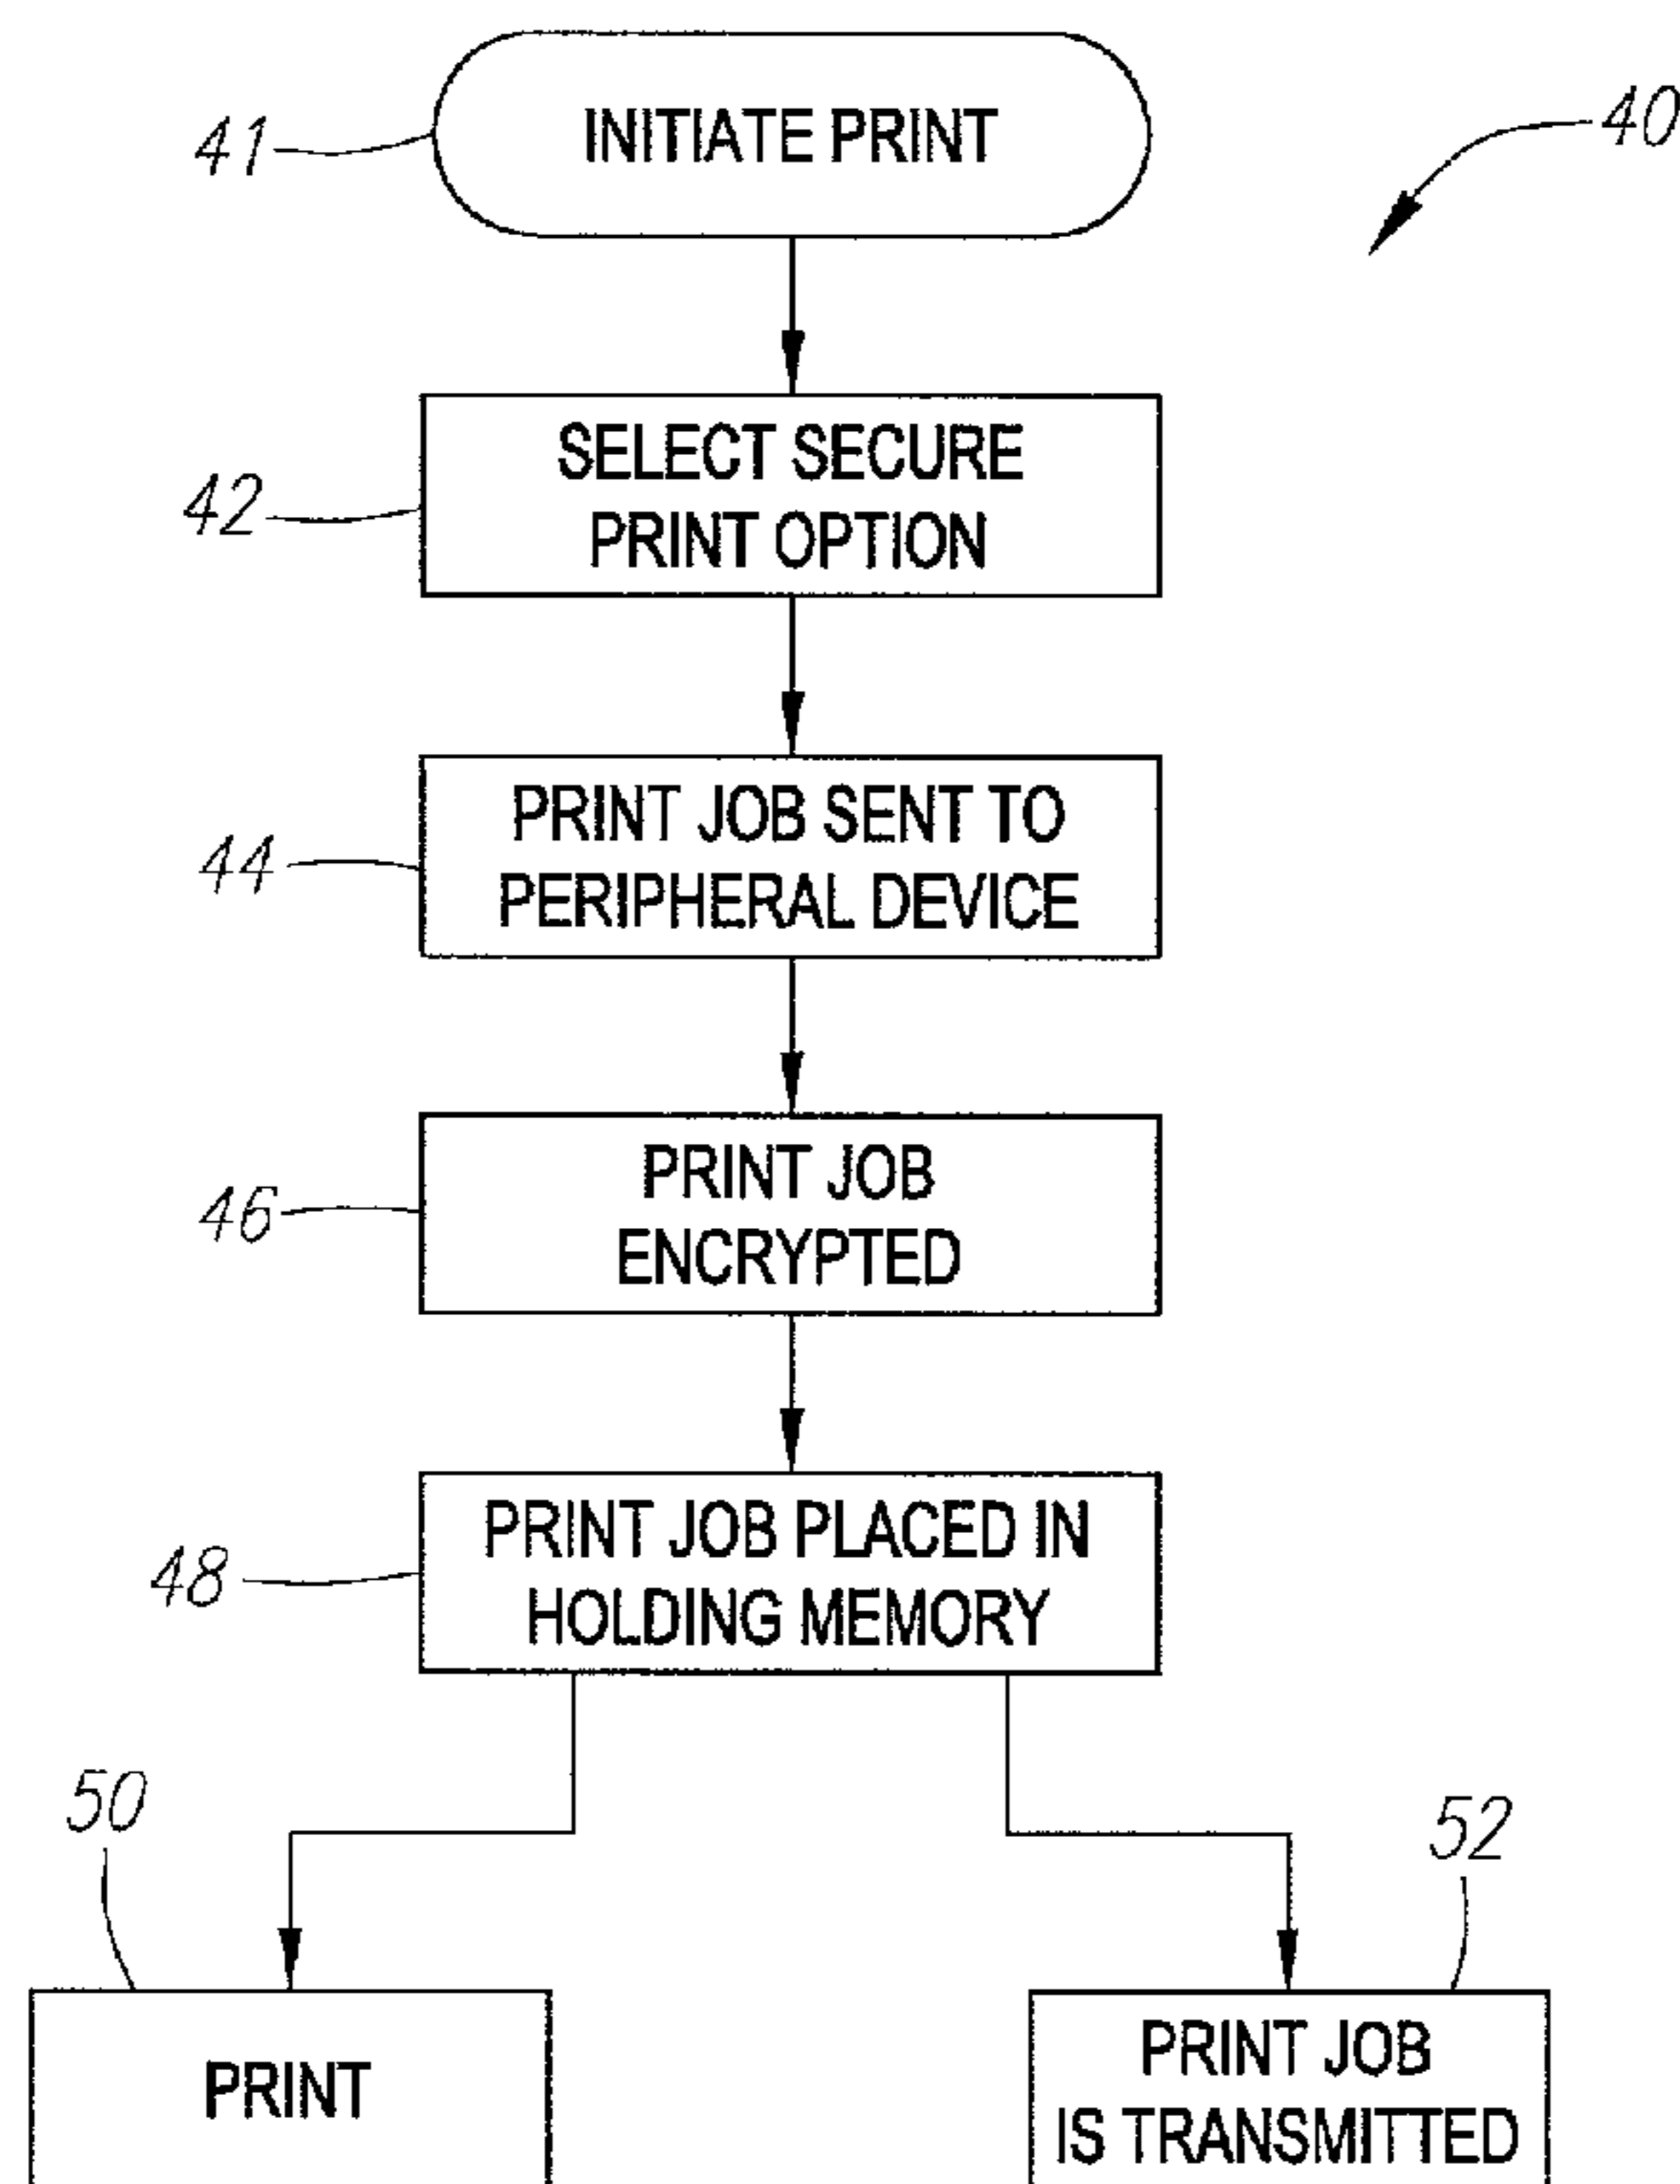 40
41
INITIATE PRINT
42
SELECT SECURE
PRINT OPTION
44
PRINT JOB SENT TO
PERIPHERAL DEVICE
46
PRINT JOB
ENCRYPTED
48
PRINT JOB PLACED IN
HOLDING MEMORY
50
52
PRINT
PRINT JOB
IS TRANSMITTED